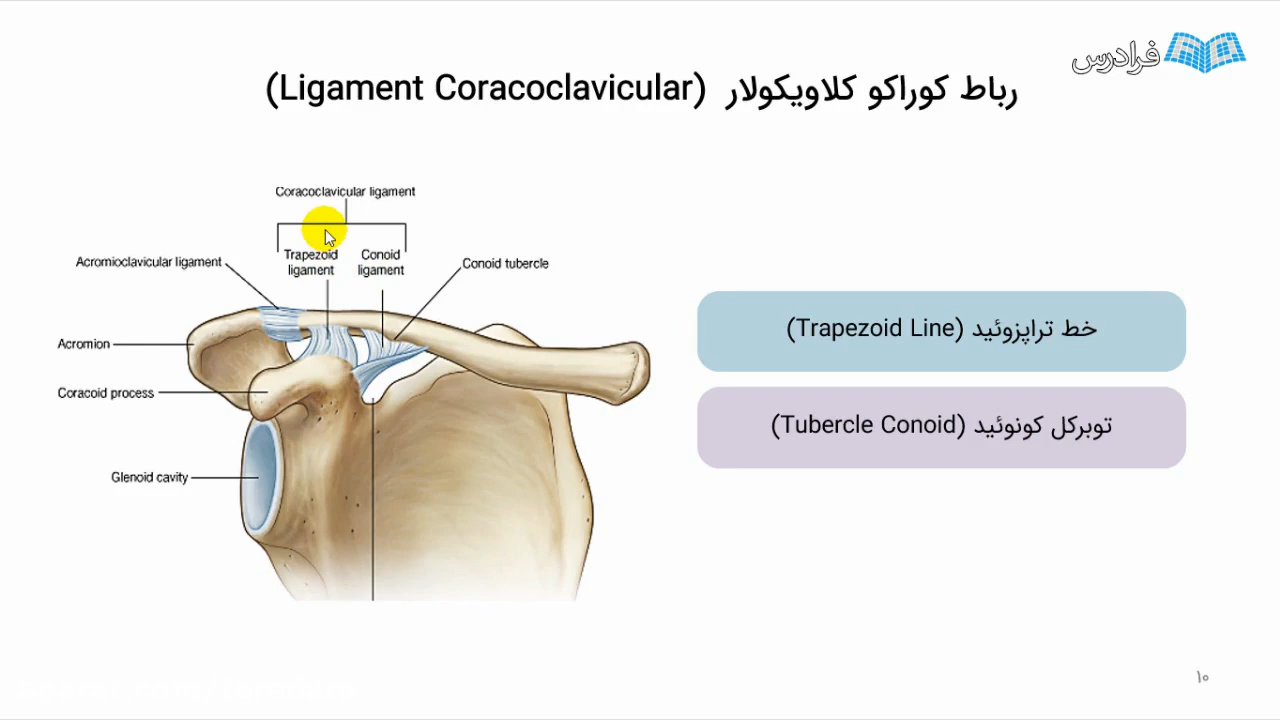 فرادرس
رباط کوراکو کلاویکولار (Ligament Coracoclavicular)
Coracoclavicular ligament
Acromioclavicular ligament
Trapezoid
ligament
Conoid
ligament
Conoid tubercle
Acromion
Coracoid process
Glenoid cavity
خط تراپزوئید (Trapezoid Line)
توبرکل کونوئید (Tubercle Conoid)
۱۰